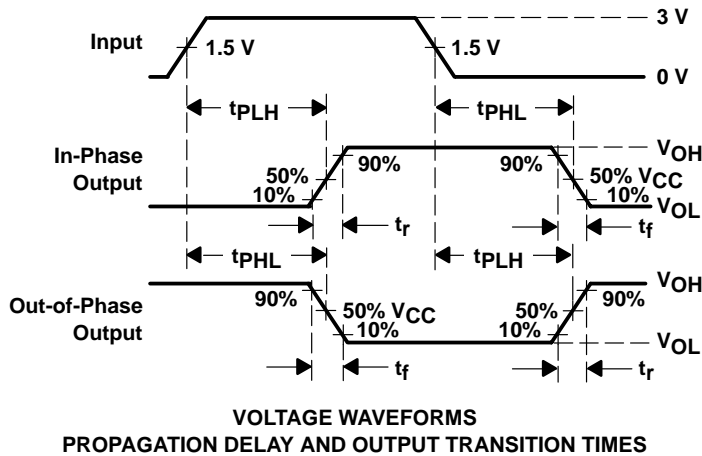 3 V
Input
1.5 V
1.5 V
0 V
tPLH
tPHL
In-Phase
Output
VOH
90%
90%
50%
50% VCC
10%
10%
VOL
tr
tf
tPHL
tPLH
Out-of-Phase
Output
VOH
90%
90%
50% VCC
50%
10%
10%
VOL
tf
tr
VOLTAGE WAVEFORMS
PROPAGATION DELAY AND OUTPUT TRANSITION TIMES